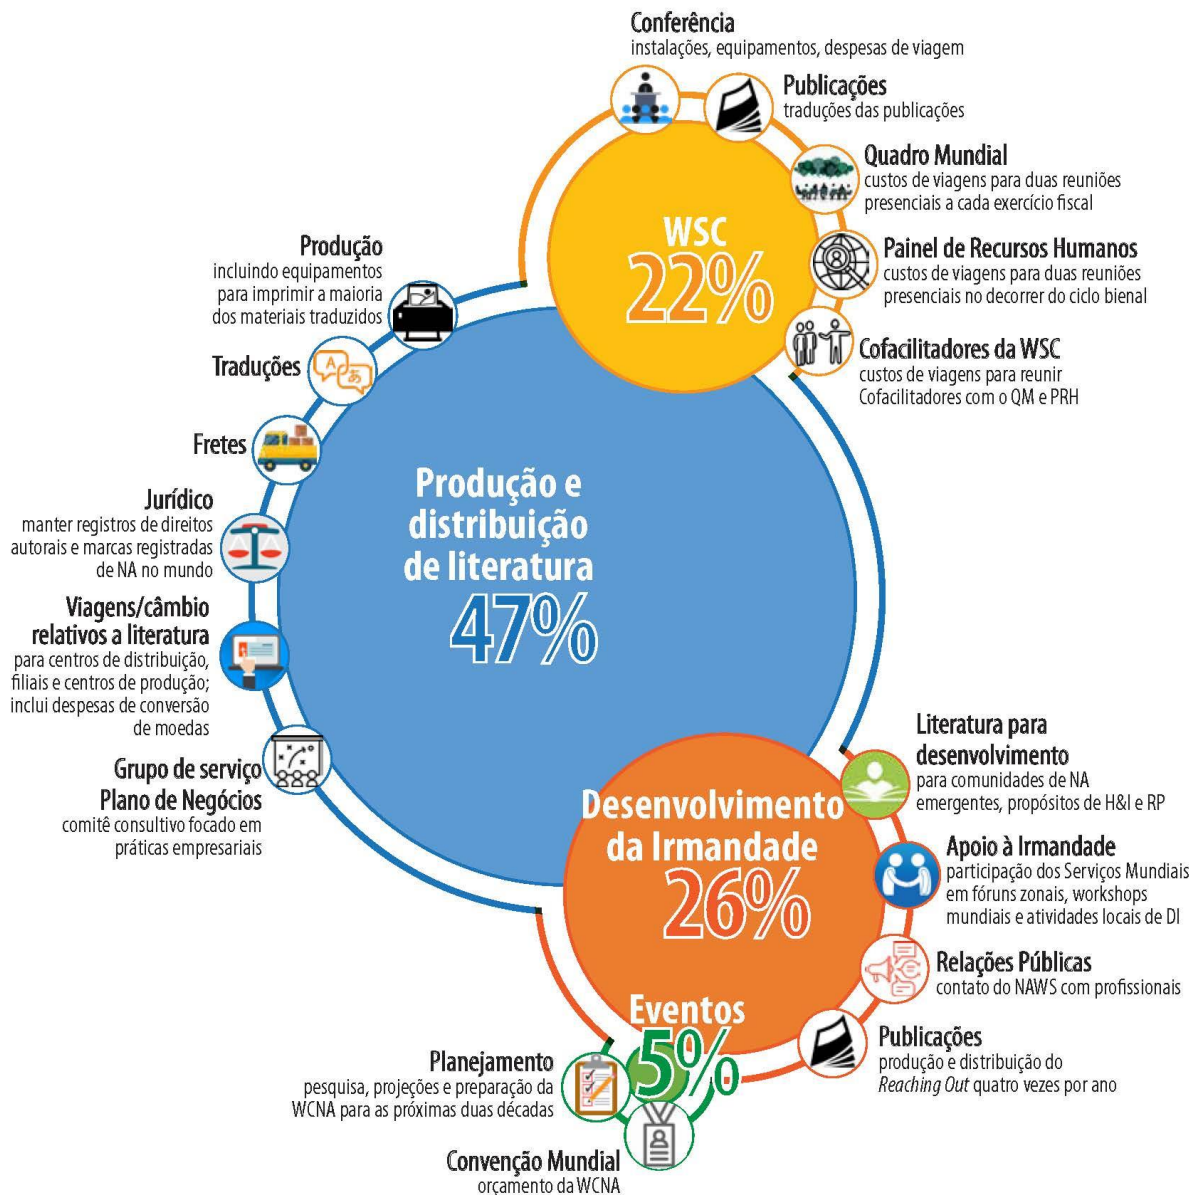 Conferência
instalações, equipamentos, despesas de viagem
Publicações
traduções das publicações
Quadro Mundial
custos de viagens para duas reuniões
presenciais a cada exercício fiscal
Painel de Recursos Humanos
custos de viagens para duas reuniões
presenciais no decorrer do ciclo bienal
Cofacilitadores da WSC
custos de viagens para reunir
Cofacilitadores com o QM e PRH
WSC
22%
Produção
incluindo equipamentos
para imprimir a maioria
dos materiais traduzidos
Traduções
A
あ
Fretes
Jurídico
manter registros de direitos
autorais e marcas registradas
de NA no mundo
Viagens/câmbio
relativos a literatura
para centros de distribuição,
filiais e centros de produção;
inclui despesas de conversão
de moedas
Grupo de serviço
Plano de Negócios
comitê consultivo focado em
práticas empresariais
Produção e
distribuição
de literatura
47%
Literatura para
desenvolvimento
para comunidades de NA
emergentes, propósitos de H&I e RP
Apoio à Irmandade
participação dos Serviços Mundiais
em fóruns zonais, workshops
mundiais e atividades locais de DI
Relações Públicas
contato do NAWS com profissionais
Publicações
produção e distribuição do
Reaching Out quatro vezes por ano
Desenvolvimento
da Irmandade
26%
Eventos
5%
Planejamento
pesquisa, projeções e preparação da
WCNA para as próximas duas décadas
Convenção Mundial
orçamento da WCNA